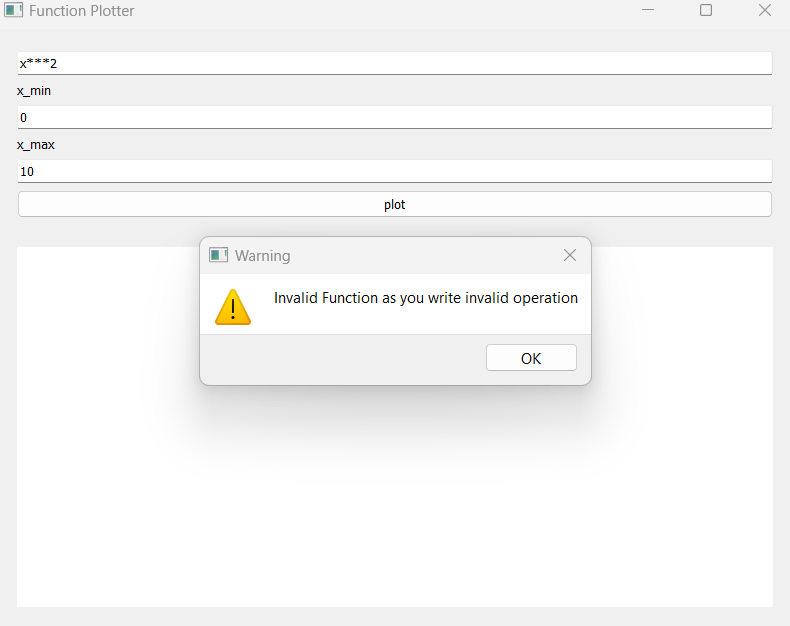 Function Plotter
x***2
x_min
0
x_max
10
plot
Warning
Invalid Function as you write invalid operation
OK